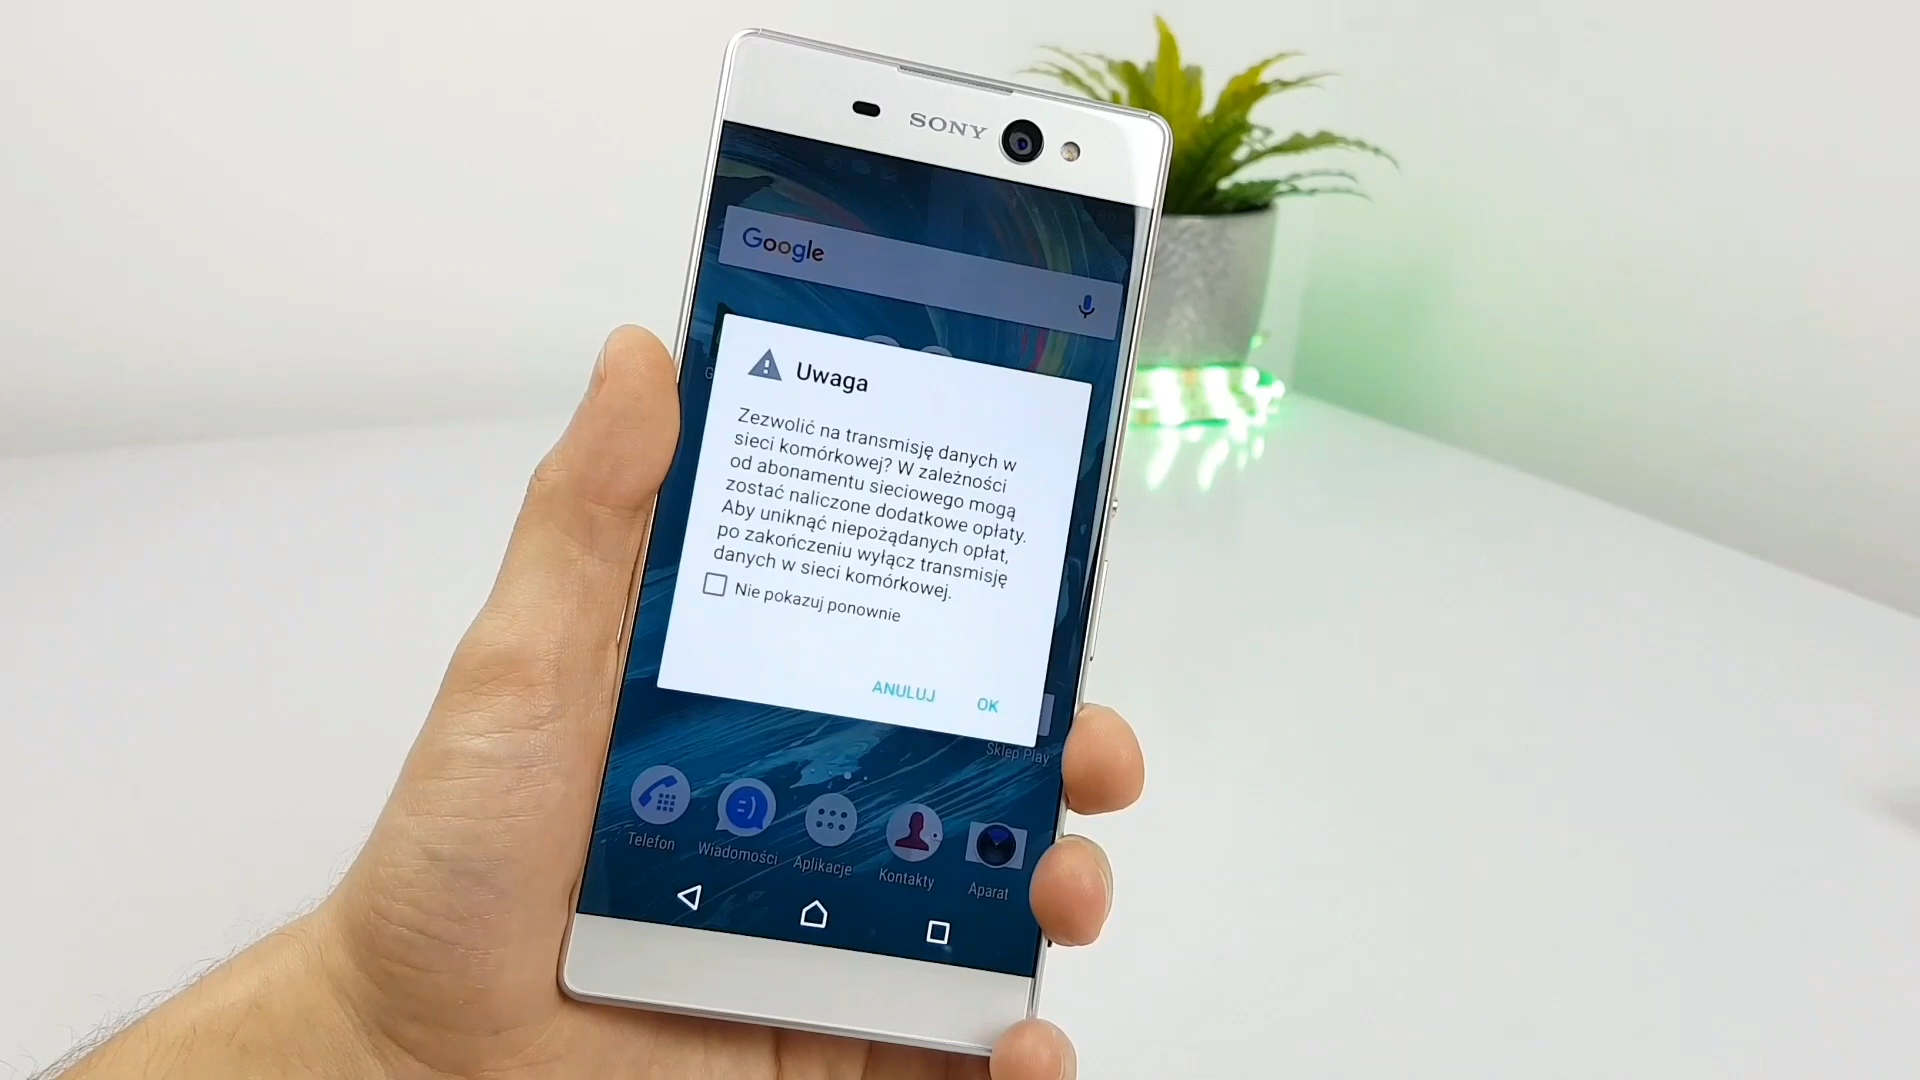 SONY
Google
Uwaga
Zezwolić na transmisję danych w
sieci komórkowej? W zależności
od abonamentu sieciowego mogą
zostać naliczone dodatkowe opłaty.
Aby uniknąć niepożądanych opłat,
po zakończeniu wyłącz transmisję
danych w sieci komórkowej.
Nie pokazuj ponownie
ANULUJ OK
Sklep Play
Telefon Wiadomości Aplikacje Kontakty Aparat